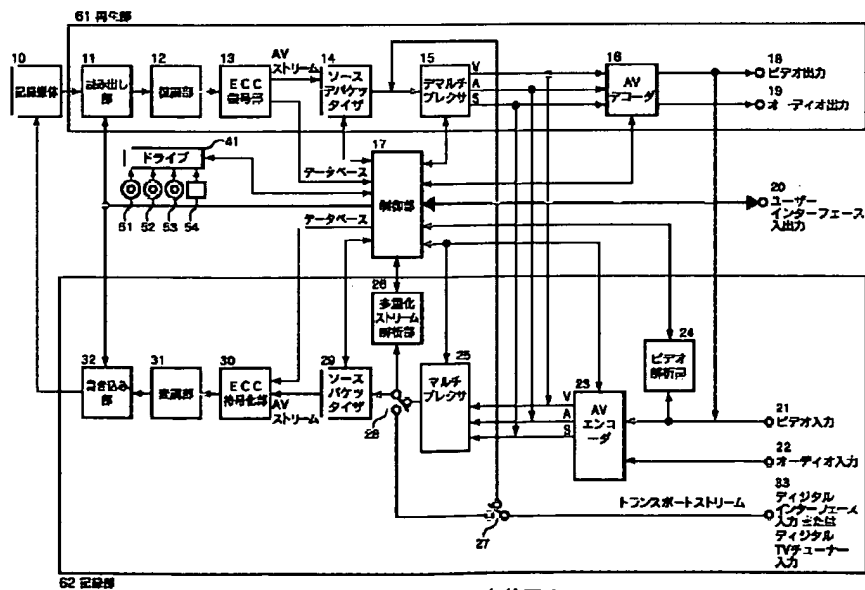 61 再生部
10
記録媒体
11
読み出し
部
12
復調部
13
ECC
復号部
AV
ストリーム
14
ソース
デパケッ
タイザ
15
デマルチ
プレクサ
V
A
S
16
AV
デコーダ
18
ビデオ出力
19
オーディオ出力
41
ドライブ
51
52
53
54
データベース
データベース
17
制御部
20
ユーザー
インターフェース
入出力
26
多重化
ストリーム
解析部
32
書き込み
部
31
変調部
30
ECC
符号化部
AV
ストリーム
29
ソース
パケッ
タイザ
28
25
マルチ
プレクサ
V
A
S
23
AV
エンコ
ーダ
24
ビデオ
解析部
21
ビデオ入力
22
オーディオ入力
27
トランスポートストリーム
33
ディジタル
インターフェース
入力または
ディジタル
TVチューナー
入力
62 記録部